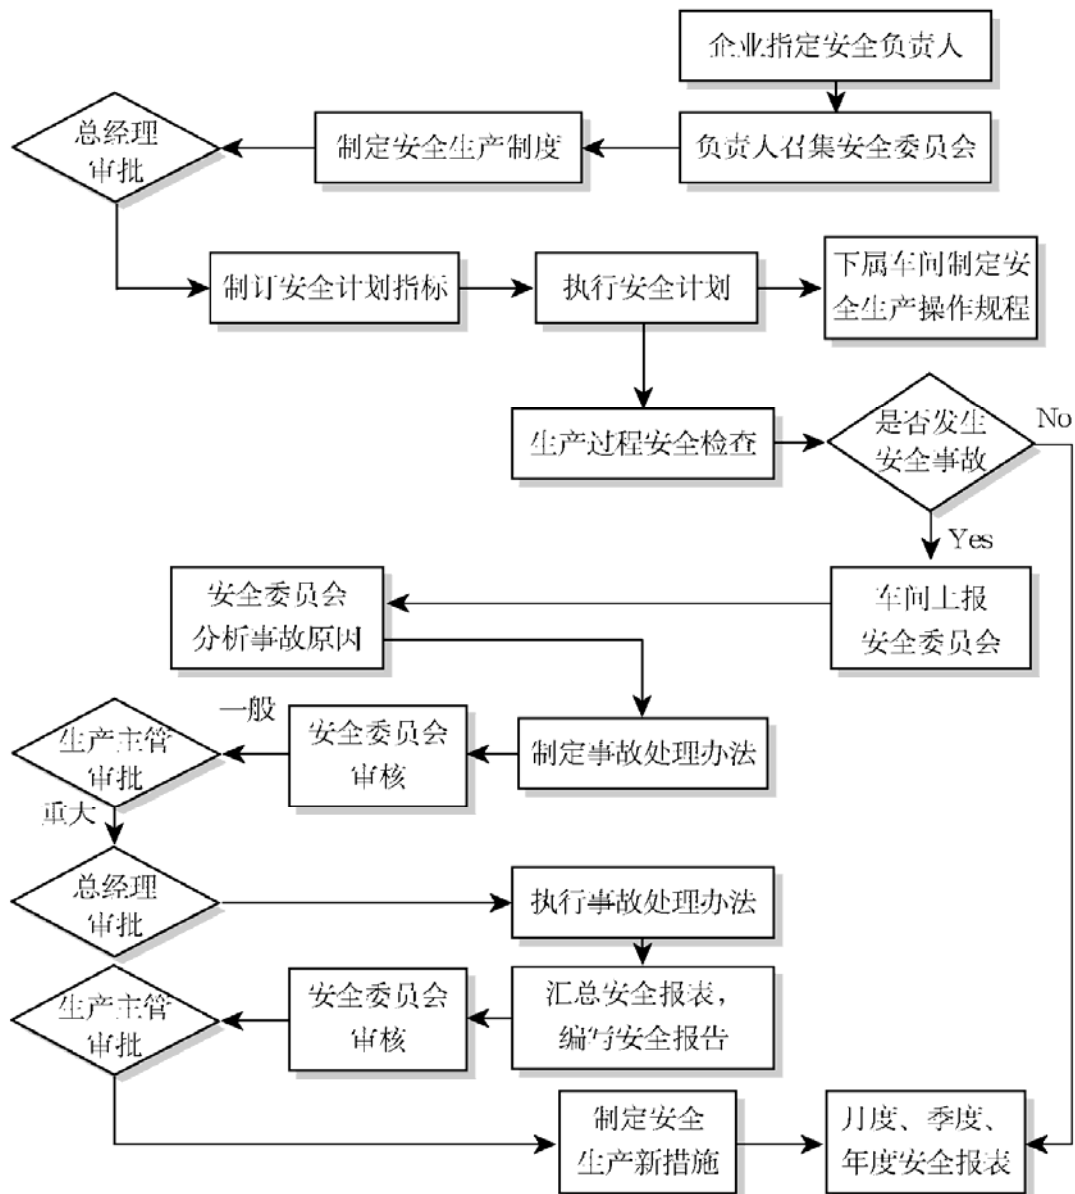 企业指定安全负责人
总经理
审批
制定安全生产制度
负责人召集安全委员会
制订安全计划指标
执行安全计划
下属车间制定安
全生产操作规程
生产过程安全检查
是否发生
安全事故
No
Yes
安全委员会
分析事故原因
车间上报
安全委员会
生产主管
审批
一般
安全委员会
审核
制定事故处理办法
重大
总经理
审批
执行事故处理办法
生产主管
审批
安全委员会
审核
汇总安全报表，
编写安全报告
制定安全
生产新措施
月度、季度、
年度安全报表